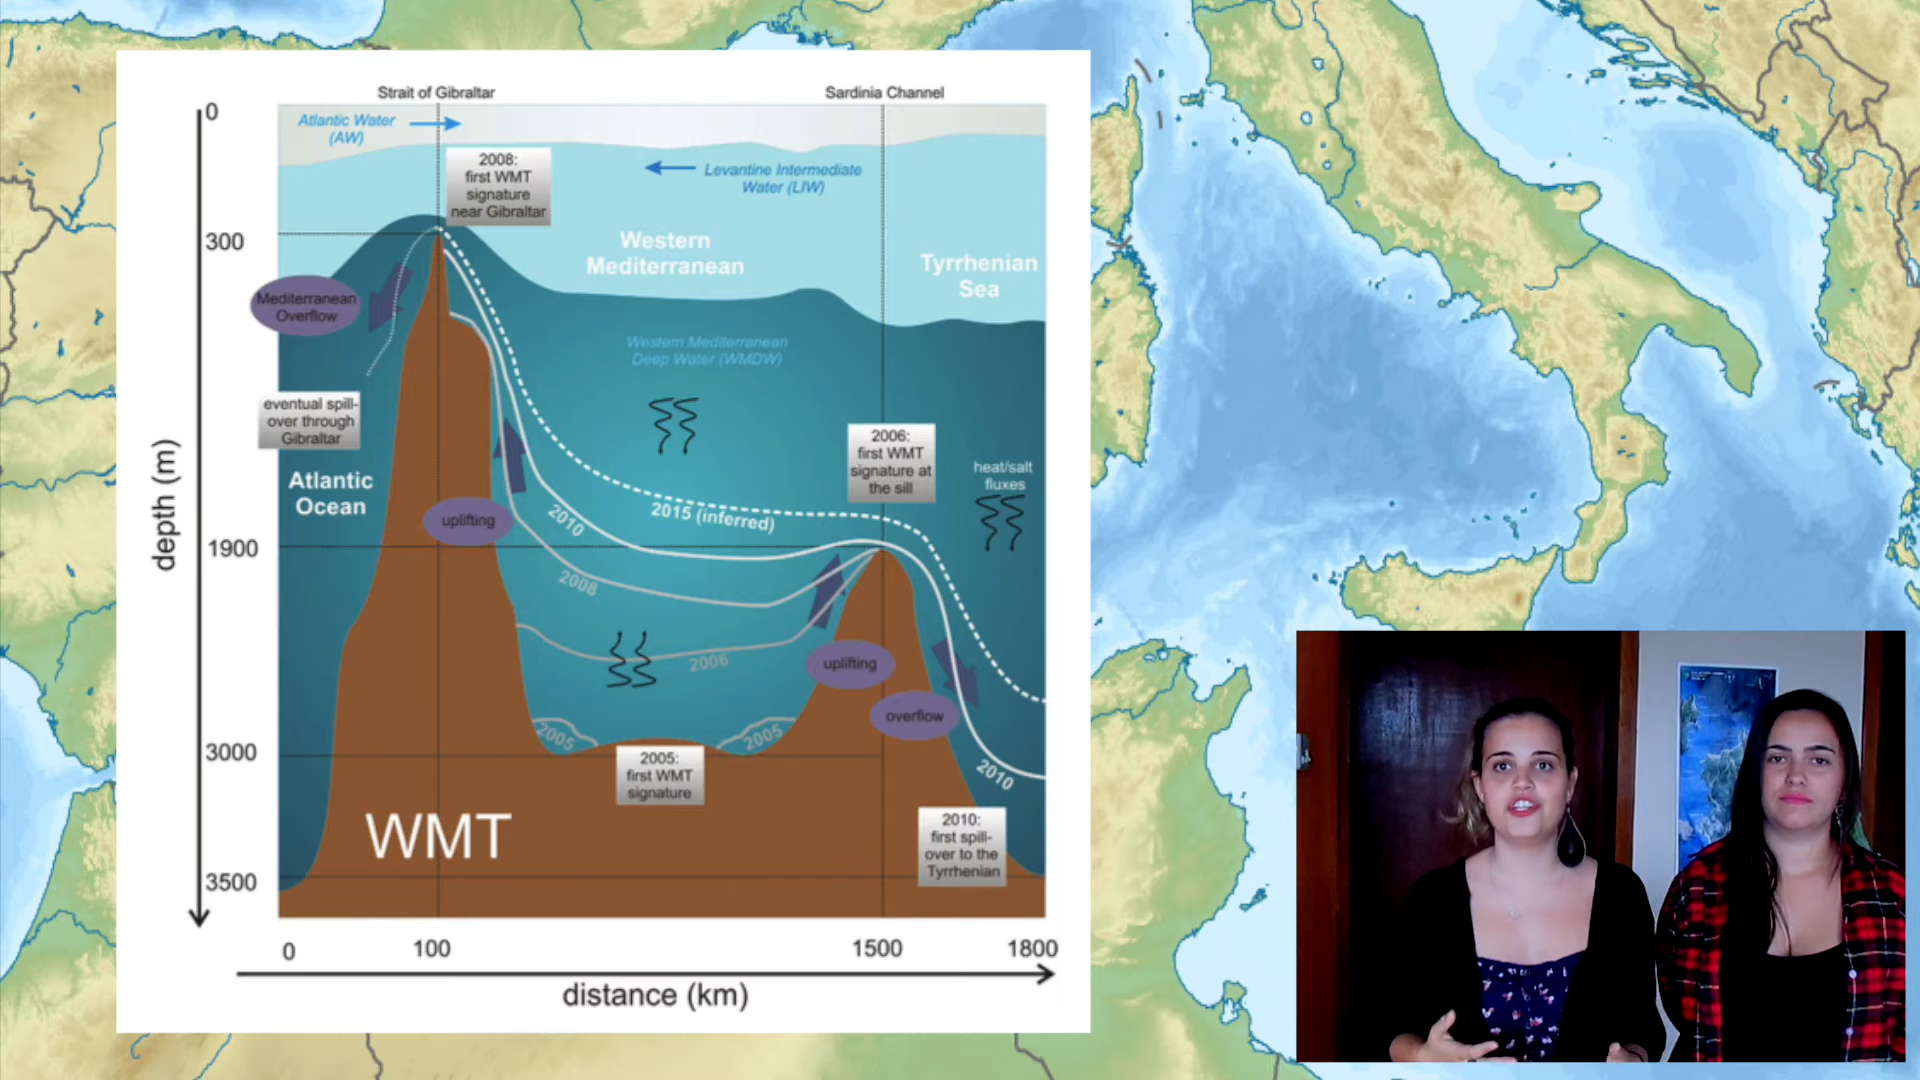 Strait of Gibraltar
Sardinia Channel
0
Atlantic Water
(AW)
2008:
first WMT
signature
near Gibraltar
Levantine Intermediate
Water (LIW)
300
Western
Mediterranean
Tyrrhenian
Sea
Mediterranean
Overflow
Western Mediterranean
Deep Water (WMDW)
eventual spill-
over through
Gibraltar
2006:
first WMT
signature at
the sill
heat/salt
fluxes
Atlantic
Ocean
depth (m)
uplifting
2010
2015 (inferred)
1900
2008
2006
uplifting
overflow
2005
2005
3000
2005:
first WMT
signature
2010
WMT
2010:
first spill-
over to the
Tyrrhenian
3500
0
100
1500
1800
distance (km)